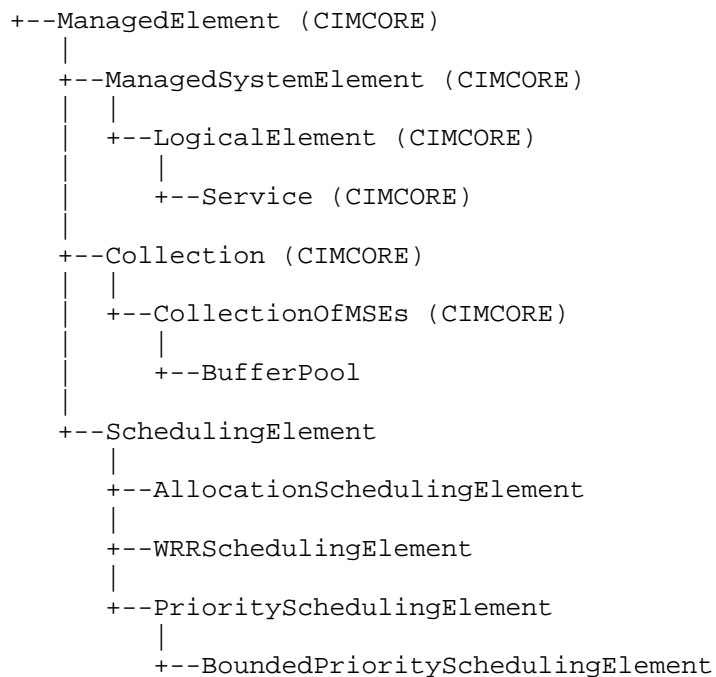 +--ManagedElement (CIMCORE)
   |
   +--ManagedSystemElement (CIMCORE)
   |  |
   |  +--LogicalElement (CIMCORE)
   |     |
   |     +--Service (CIMCORE)
   |
   +--Collection (CIMCORE)
   |  |
   |  +--CollectionOfMSEs (CIMCORE)
   |     |
   |     +--BufferPool
   |
   +--SchedulingElement
      |
      +--AllocationSchedulingElement
      |
      +--WRRSchedulingElement
      |
      +--PrioritySchedulingElement
         |
         +--BoundedPrioritySchedulingElement